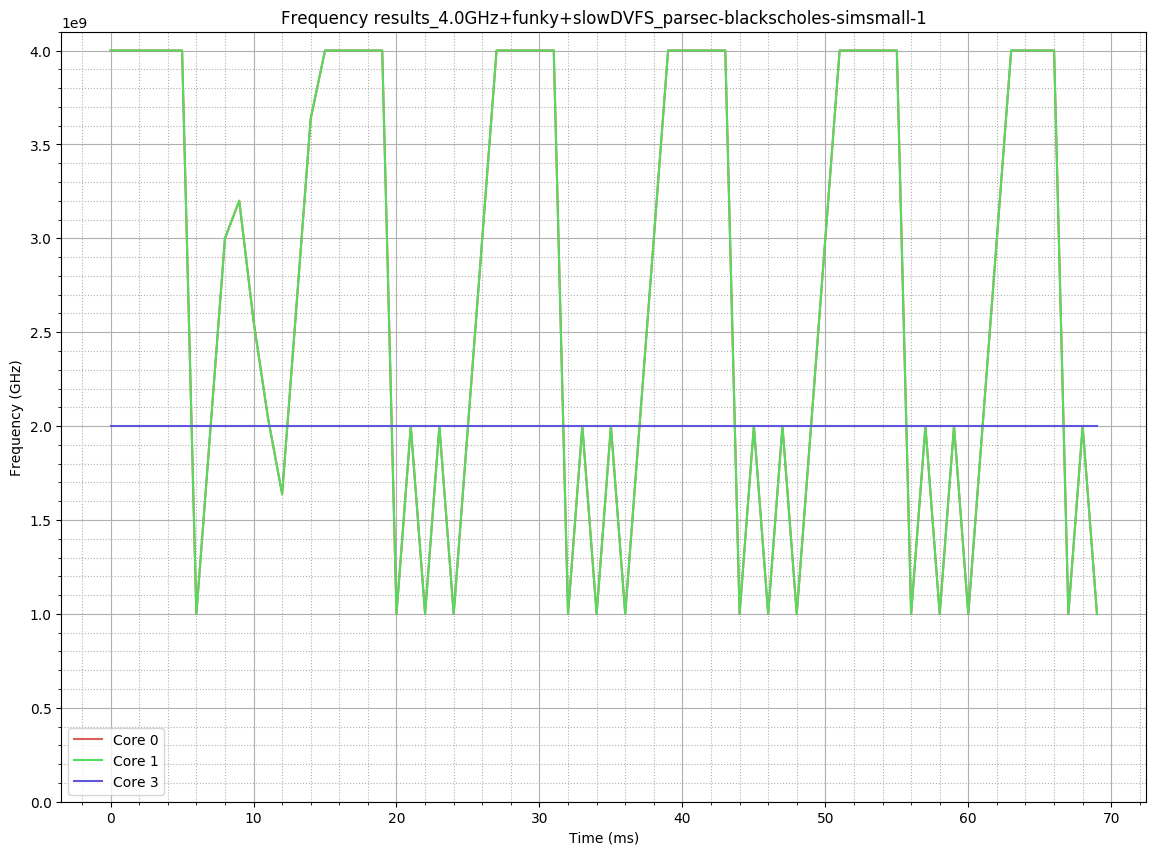 Frequency results_4.0GHz+funky+slowDVFS_parsec-blackscholes-simsmall-1
1e9
4.0
3.5
3.0
2.5
2.0
1.5
1.0
0.5
0.0
Frequency (GHz)
Core 0
Core 1
Core 3
0 10 20 30 40 50 60 70
Time (ms)